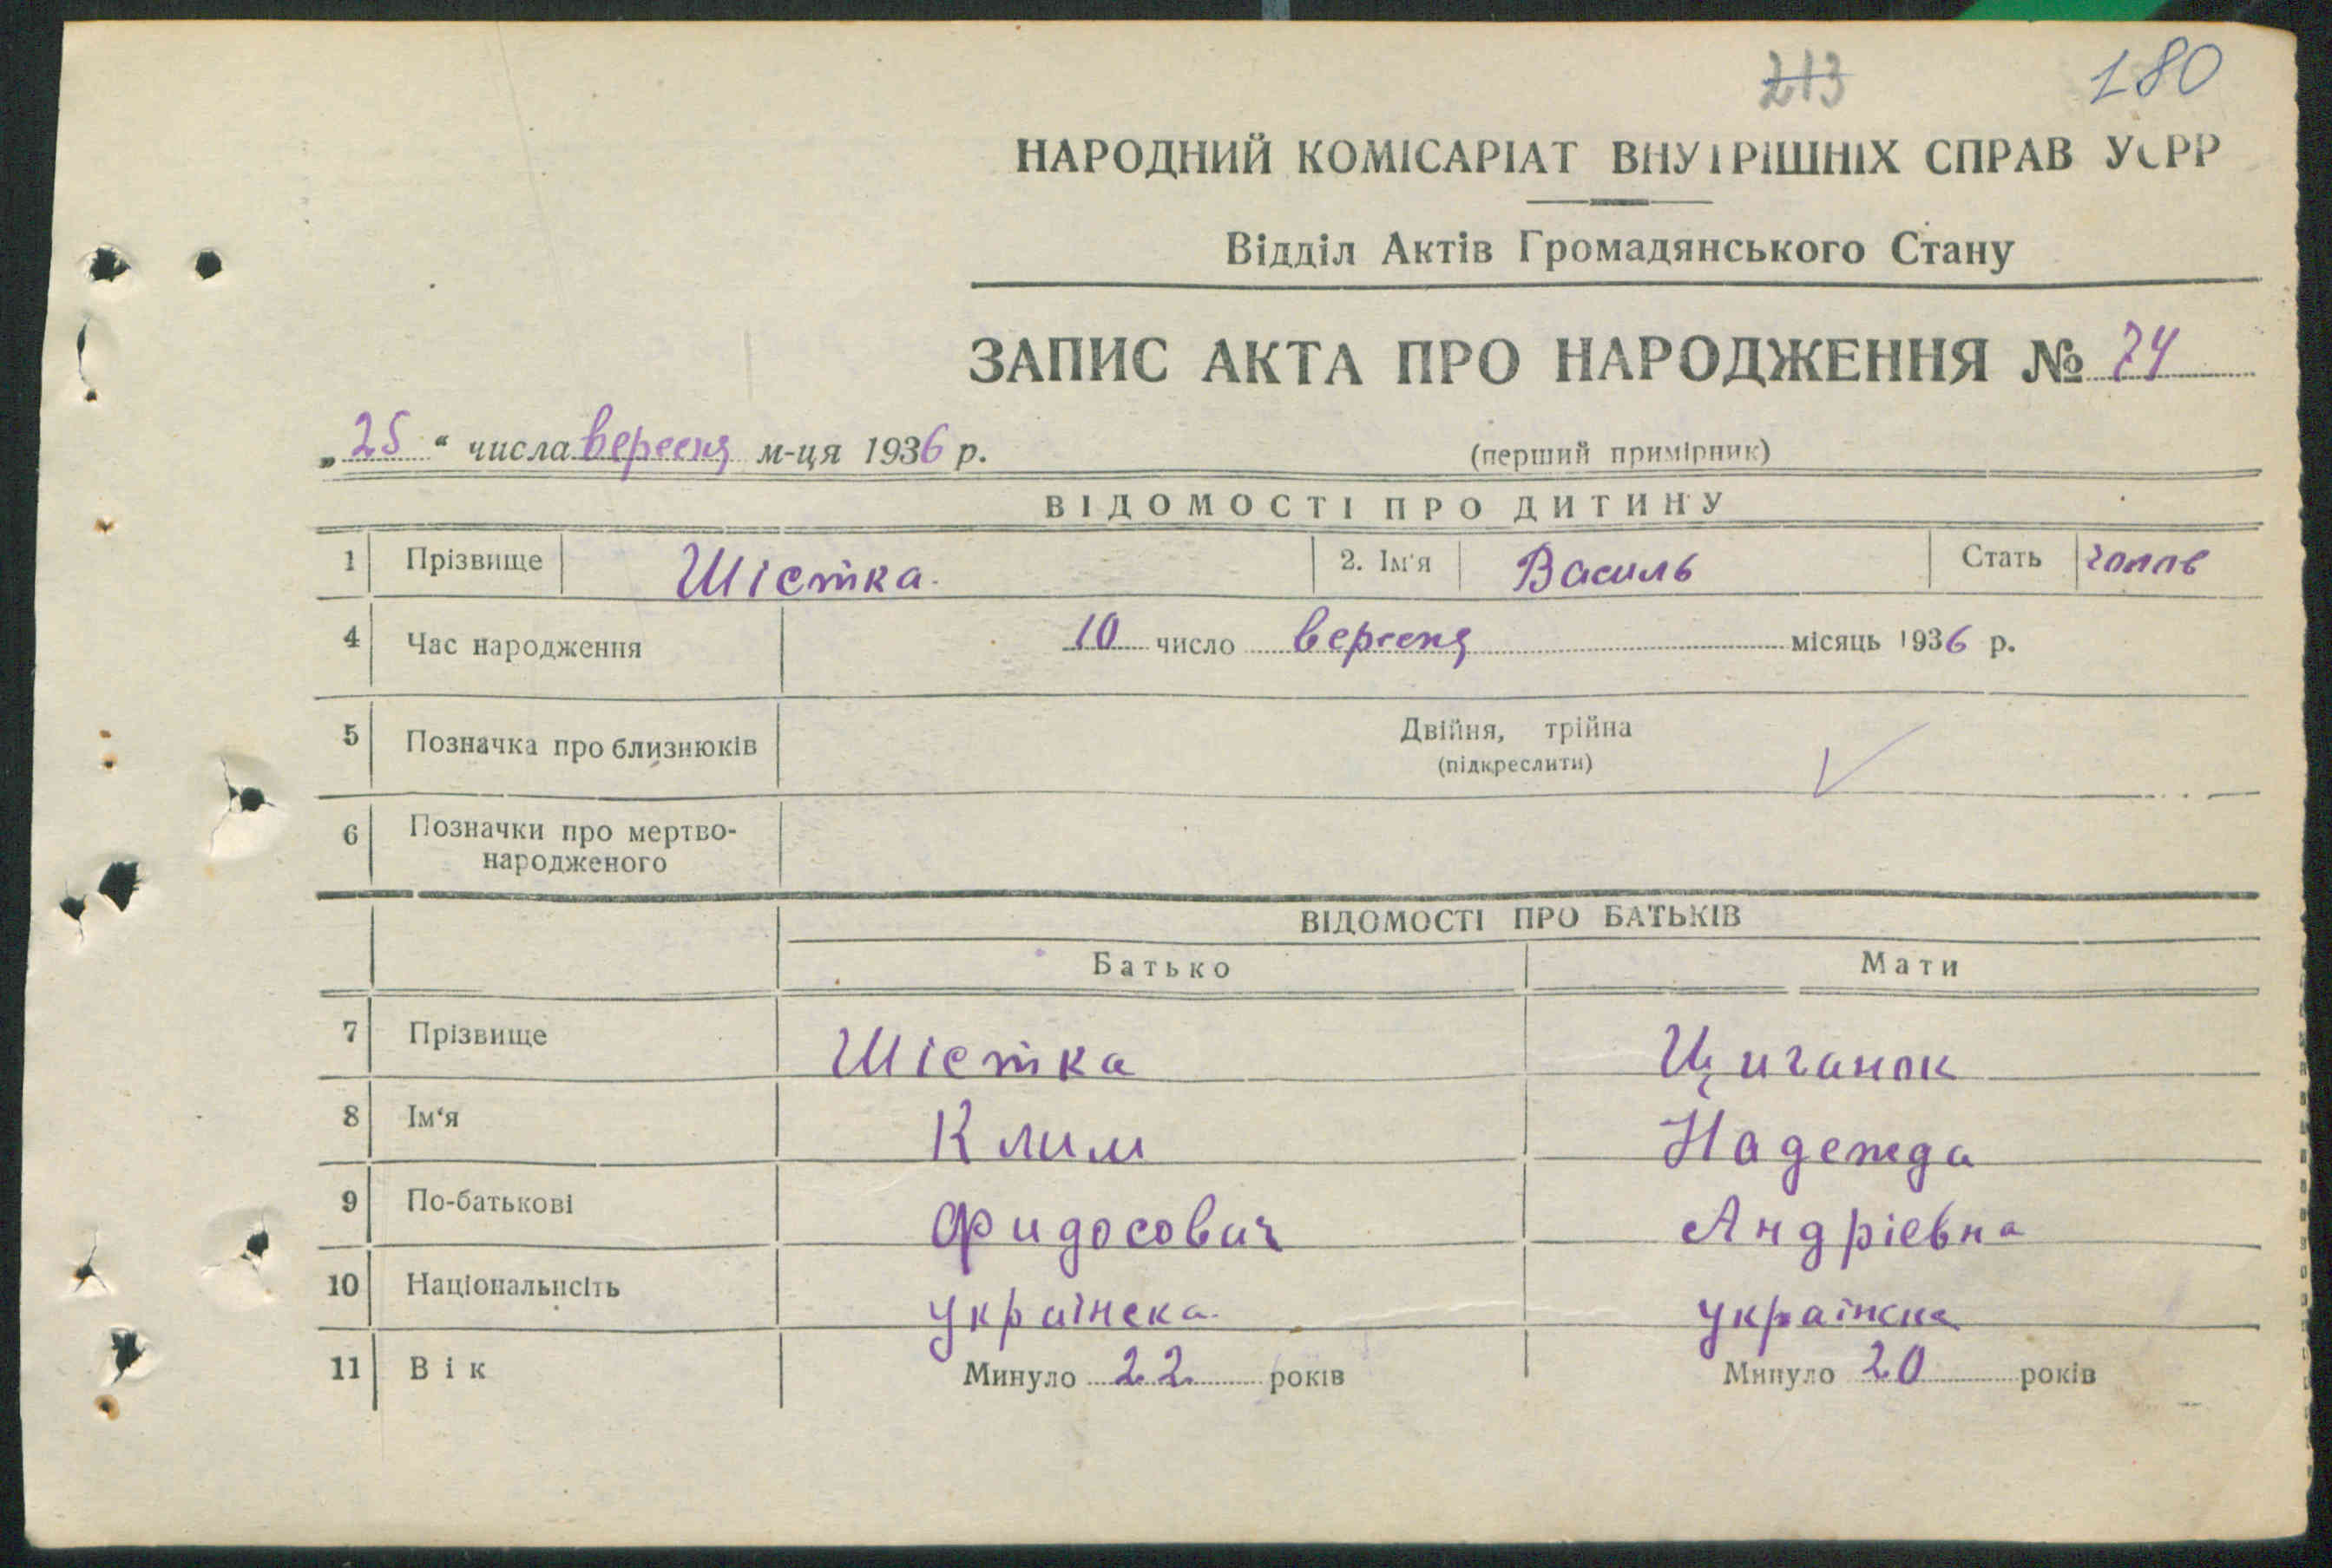 213 180
НАРОДНИЙ КОМІСАРІАТ ВНУТРІШНІХ СПРАВ УСРР
Відділ Актів Громадянського Стану
ЗАПИС АКТА ПРО НАРОДЖЕННЯ № 74
„25“ числа вересня м-ця 1936 р.
(перший примірник)
ВІДОМОСТІ ПРО ДИТИНУ
1 Прізвище Шістка 2. Ім'я Василь Стать
4 Час народження 10 число вересня місяць 1936 р.
5 Позначка про близнюків Двійня, трійна
(підкреслити)
6 Позначки про мертво-
народженого
ВІДОМОСТІ ПРО БАТЬКІВ
Батько Мати
7 Прізвище Шістка Циганок
8 Ім'я Клим Надежда
9 По-батькові Фидосович Андрієвна
10 Національнсіть українска українска
11 Вік Минуло 22 років Минуло 20 років